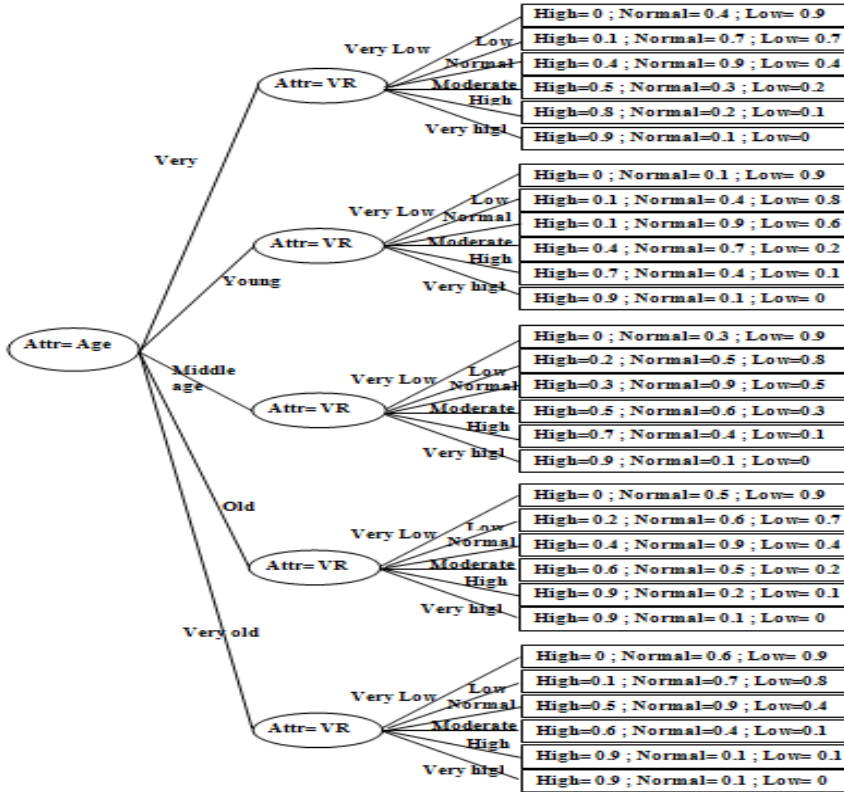 High= 0 ; Normal= 0.4 ; Low= 0.9
Very Low
Low
High= 0.1 ; Normal= 0.7 ; Low= 0.7
Normal
High= 0.4 ; Normal= 0.9 ; Low= 0.4
Attr= VR
Moderate
High=0.5 ; Normal=0.3 ; Low=0.2
High
High=0.8 ; Normal=0.2 ; Low=0.1
Very higl
High=0.9 ; Normal=0.1 ; Low=0
Very
High= 0 ; Normal= 0.1 ; Low= 0.9
Very Low
Low
High= 0.1 ; Normal= 0.4 ; Low= 0.8
Normal
High= 0.1 ; Normal= 0.9 ; Low= 0.6
Attr= VR
Moderate
High= 0.4 ; Normal= 0.7 ; Low= 0.2
High
High= 0.7 ; Normal= 0.4 ; Low= 0.1
Very higl
High= 0.9 ; Normal= 0.1 ; Low= 0
Young
Attr= Age
High= 0 ; Normal= 0.3 ; Low= 0.9
Very Low
Low
High=0.2 ; Normal=0.5 ; Low=0.8
Normal
High=0.3 ; Normal=0.9 ; Low=0.5
Middle
age
Attr= VR
Moderate
High=0.5 ; Normal=0.6 ; Low=0.3
High
High=0.7 ; Normal=0.4 ; Low=0.1
Very higl
High=0.9 ; Normal=0.1 ; Low=0
Old
High= 0 ; Normal= 0.5 ; Low= 0.9
Very Low
Low
High= 0.2 ; Normal= 0.6 ; Low= 0.7
Normal
High= 0.4 ; Normal= 0.9 ; Low= 0.4
Attr= VR
Moderate
High= 0.6 ; Normal= 0.5 ; Low= 0.2
High
High= 0.9 ; Normal= 0.2 ; Low= 0.1
Very higl
High= 0.9 ; Normal= 0.1 ; Low= 0
Very old
High= 0 ; Normal= 0.6 ; Low= 0.9
Very Low
Low
High=0.1 ; Normal=0.7 ; Low=0.8
Normal
High= 0.5 ; Normal= 0.9 ; Low= 0.4
Attr= VR
Moderate
High= 0.6 ; Normal= 0.4 ; Low= 0.1
High
High= 0.9 ; Normal= 0.1 ; Low= 0.1
Very higl
High= 0.9 ; Normal= 0.1 ; Low= 0